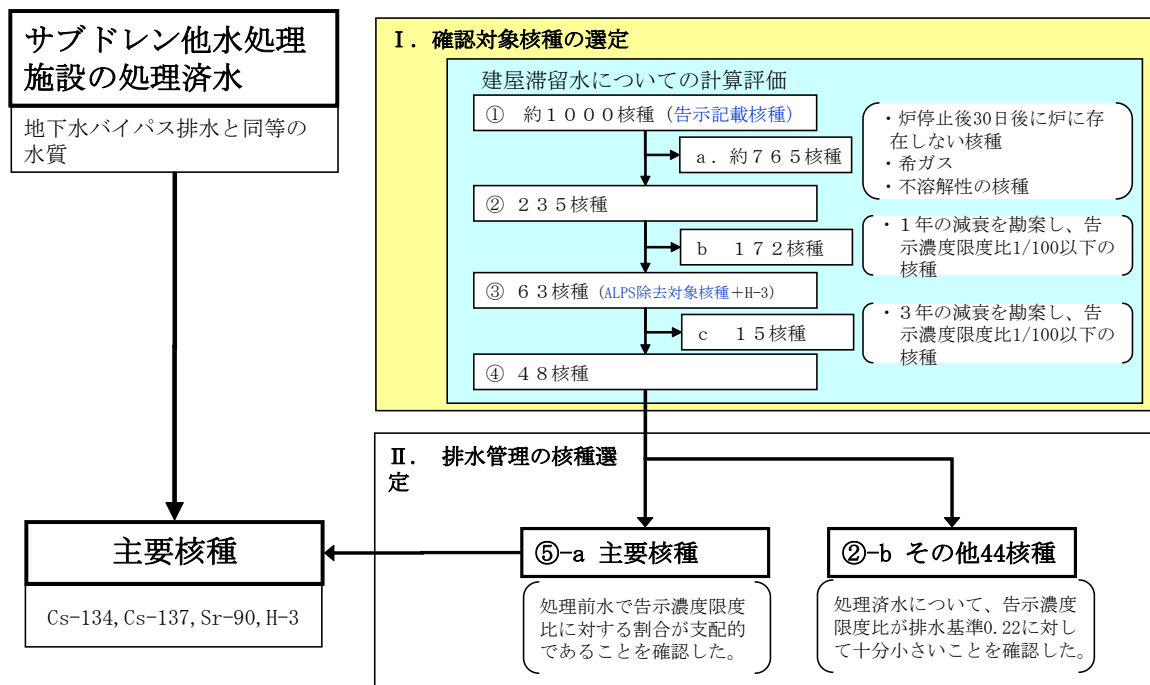 サブドレン他水処理
施設の処理済水
地下水バイパス排水と同等の
水質
主要核種
Cs-134,Cs-137,Sr-90,H-3
Ⅰ．確認対象核種の選定
建屋滞留水についての計算評価
① 約１０００核種（告示記載核種）
a．約７６５核種
・炉停止後30日後に炉に存
在しない核種
・希ガス
・不溶解性の核種
② ２３５核種
b １７２核種
・１年の減衰を勘案し、告
示濃度限度比1/100以下の
核種
③ ６３核種（ALPS除去対象核種＋H-3）
c １５核種
・３年の減衰を勘案し、告
示濃度限度比1/100以下の
核種
④ ４８核種
Ⅱ． 排水管理の核種選
定
⑤-a 主要核種
処理前水で告示濃度限度
比に対する割合が支配的
であることを確認した。
②-b その他44核種
処理済水について、告示濃度
限度比が排水基準0.22に対し
て十分小さいことを確認した。